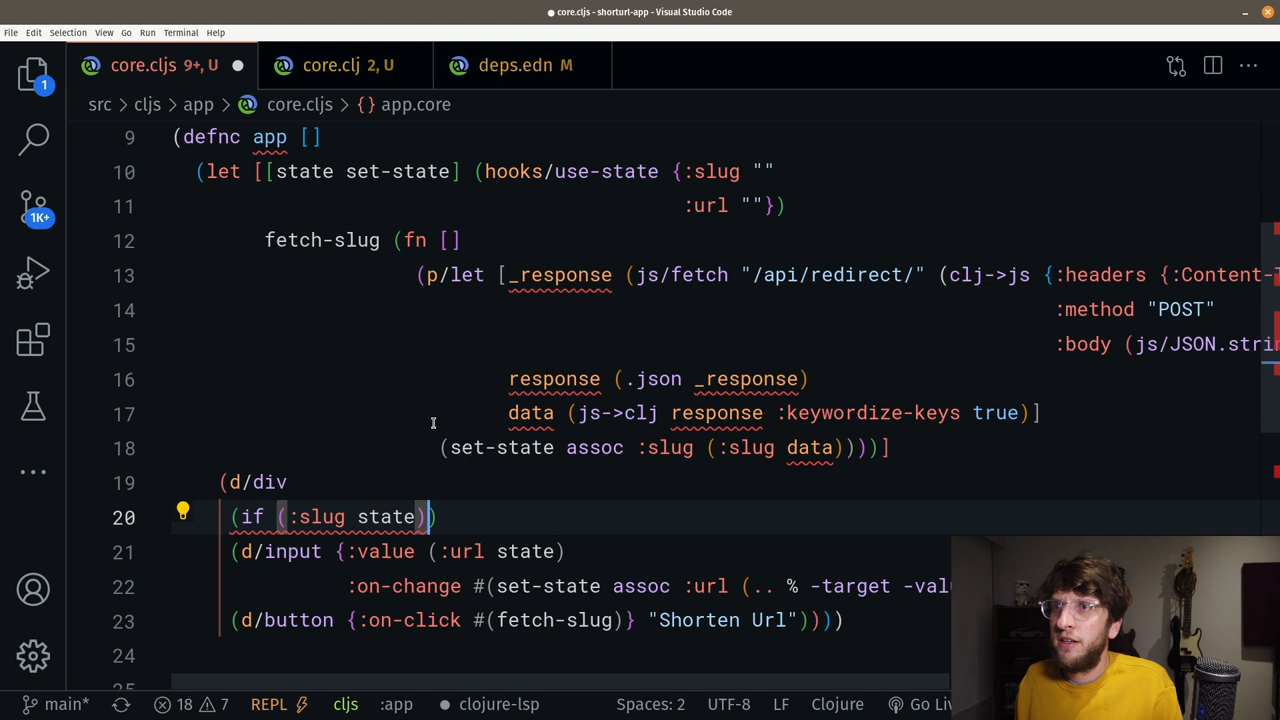 core.cljs - shorturl-app - Visual Studio Code
File Edit Selection View Go Run Terminal Help
core.cljs 9+, U core.clj 2, U deps.edn M
src > cljs > app > core.cljs > {} app.core
9 (defnc app []
10 (let [[state set-state] (hooks/use-state {:slug ""
11 :url ""})
12 fetch-slug (fn []
13 (p/let [_response (js/fetch "/api/redirect/" (clj->js {:headers {:Content-T
14 :method "POST"
15 :body (js/JSON.strin
16 response (.json _response)
17 data (js->clj response :keywordize-keys true)]
18 (set-state assoc :slug (:slug data))))]
19 (d/div
20 (if (:slug state))
21 (d/input {:value (:url state)
22 :on-change #(set-state assoc :url (.. % -target -valu
23 (d/button {:on-click #(fetch-slug)} "Shorten Url"))))
24
25
1
1K+
main* 18 7 REPL cljs :app clojure-lsp Spaces: 2 UTF-8 LF Clojure Go Liv